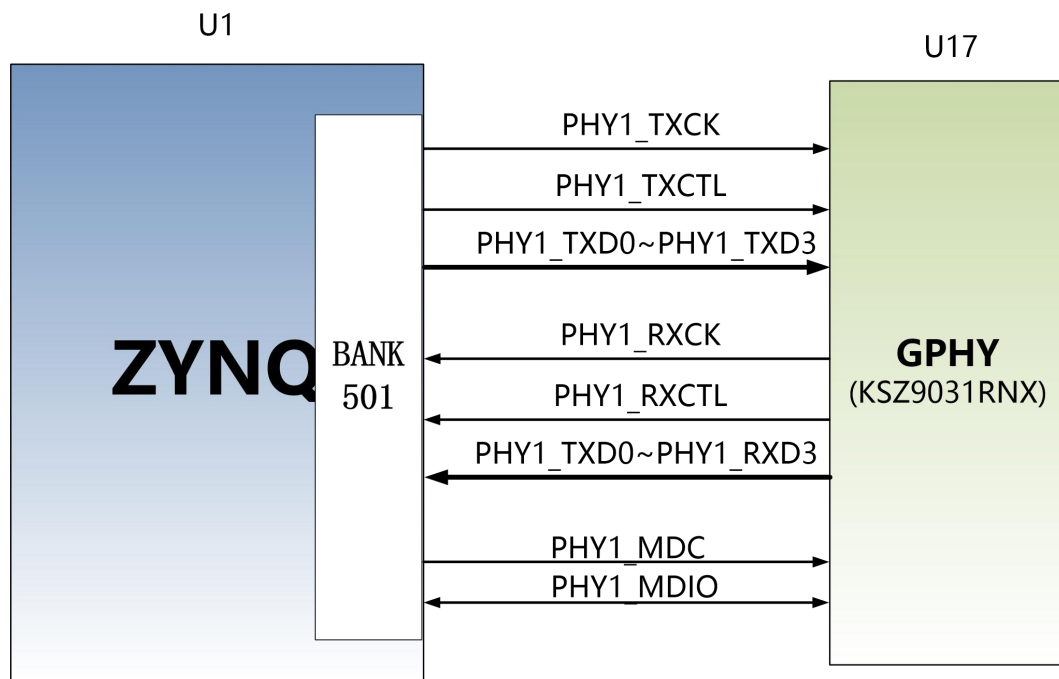 U1
U17
PHY1_TXCK
PHY1_TXCTL
PHY1_TXD0~PHY1_TXD3
PHY1_RXCK
PHY1_RXCTL
PHY1_TXD0~PHY1_RXD3
PHY1_MDC
PHY1_MDIO
ZYNQ
BANK
501
GPHY
(KSZ9031RNX)